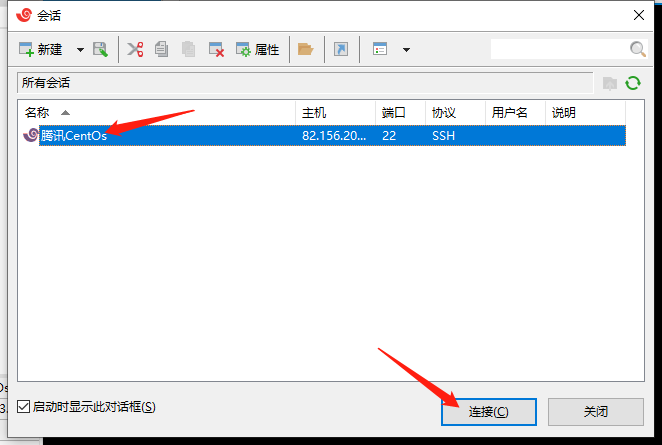 会话
新建 属性
所有会话
名称 主机 端口 协议 用户名 说明
腾讯CentOs 82.156.20... 22 SSH
启动时显示此对话框(S)
连接(C) 关闭